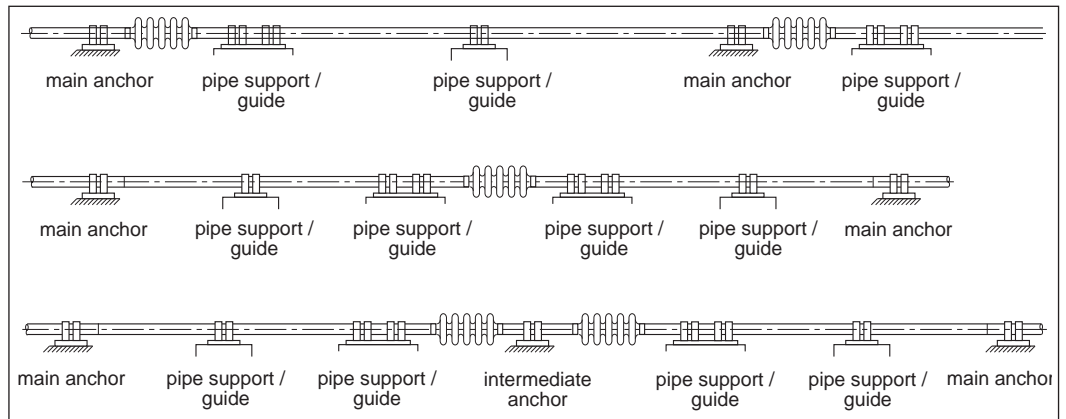 main anchor
pipe support /
guide
pipe support /
guide
main anchor
pipe support /
guide
main anchor
pipe support /
guide
pipe support /
guide
pipe support /
guide
pipe support /
guide
main anchor
main anchor
pipe support /
guide
pipe support /
guide
intermediate
anchor
pipe support /
guide
pipe support /
guide
main anchor